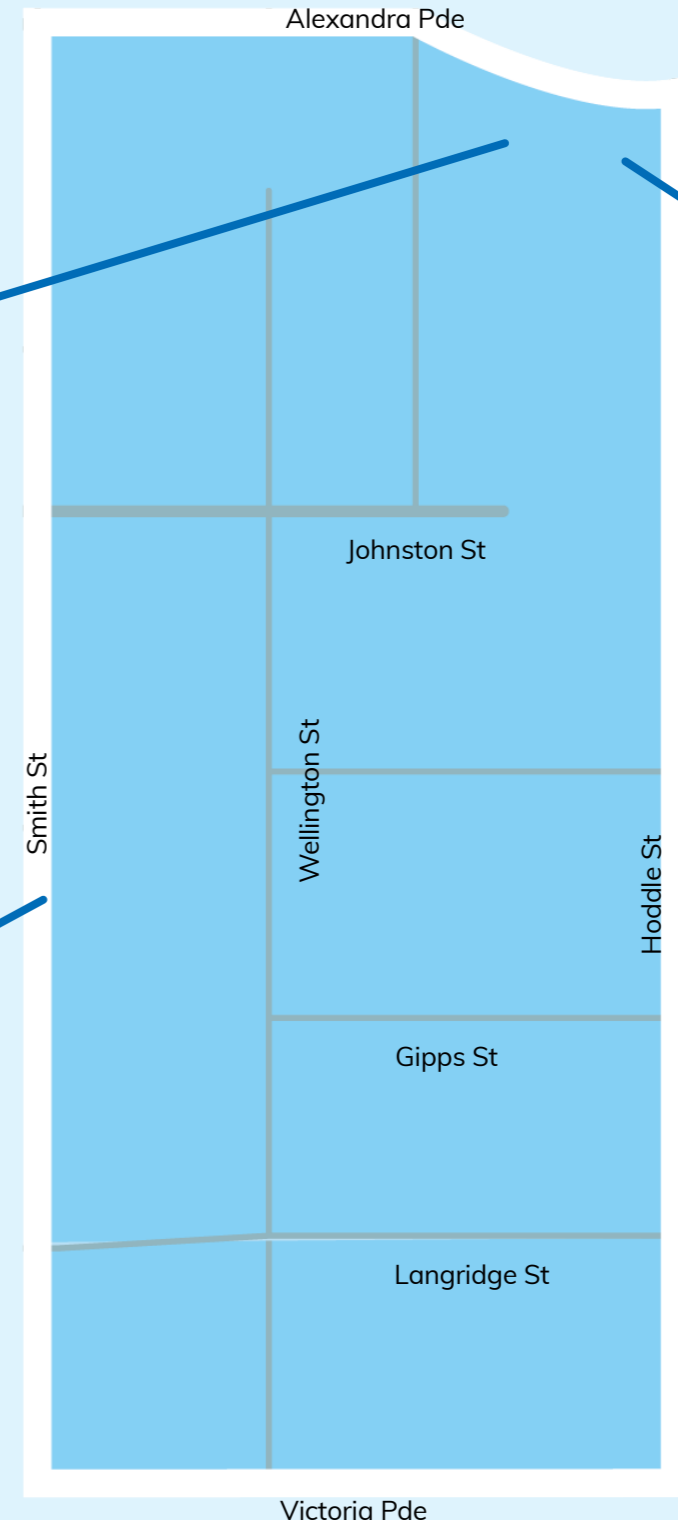 Alexandra Pde
Johnston St
Wellington St
Smith St
Hoddle St
Gipps St
Langridge St
Victoria Pde